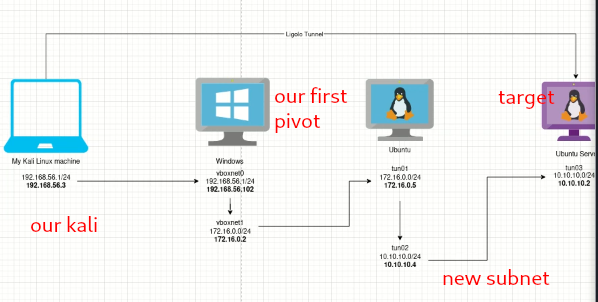 Ligolo Tunnel
our first
pivot
target
My Kali Linux machine
Windows
Ubuntu
Ubuntu Serve
192.168.56.1/24
192.168.56.3
vboxnet0
192.168.56.1/24
192.168.56.102
tun01
172.16.0.0/24
172.16.0.5
tun03
10.10.10.0/24
10.10.10.2
our kali
vboxnet1
172.16.0.0/24
172.16.0.2
tun02
10.10.10.0/24
10.10.10.4
new subnet